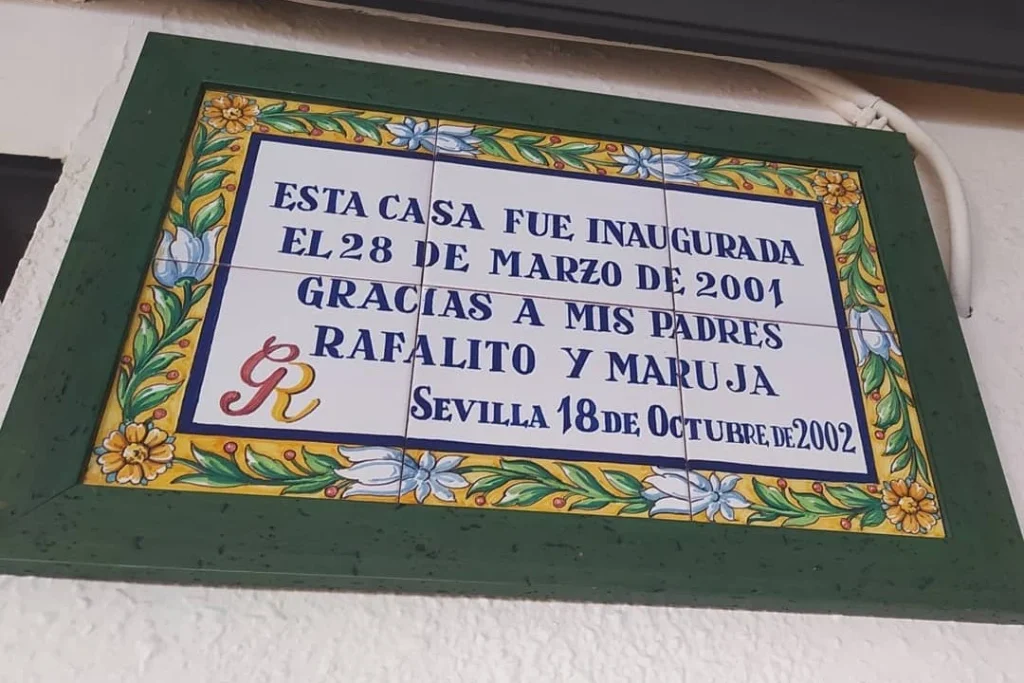 ESTA CASA FUE INAUGURADA
EL 28 DE MARZO DE 2001
GRACIAS A MIS PADRES
RAFALITO Y MARUJA
GR
SEVILLA 18 DE OCTUBRE, DE 2002